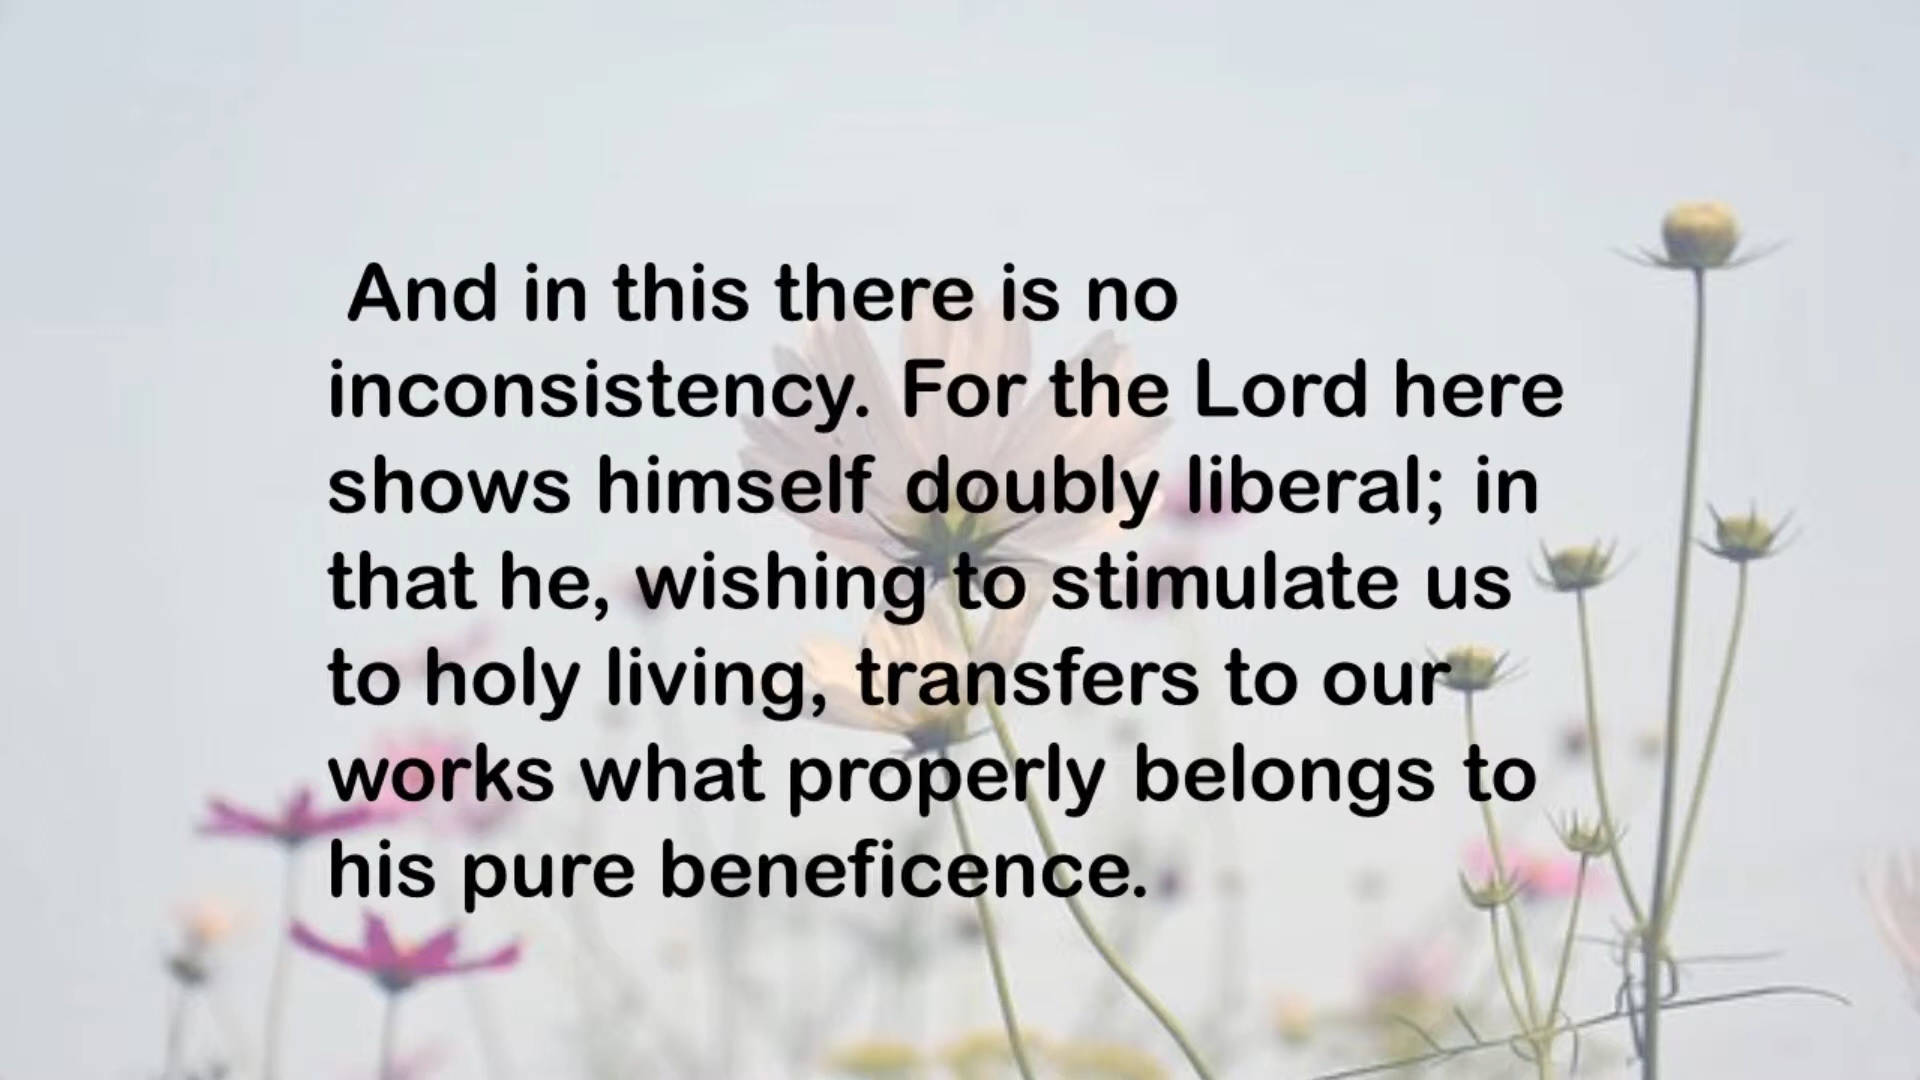 And in this there is no
inconsistency. For the Lord here
shows himself doubly liberal; in
that he, wishing to stimulate us
to holy living, transfers to our
works what properly belongs to
his pure beneficence.